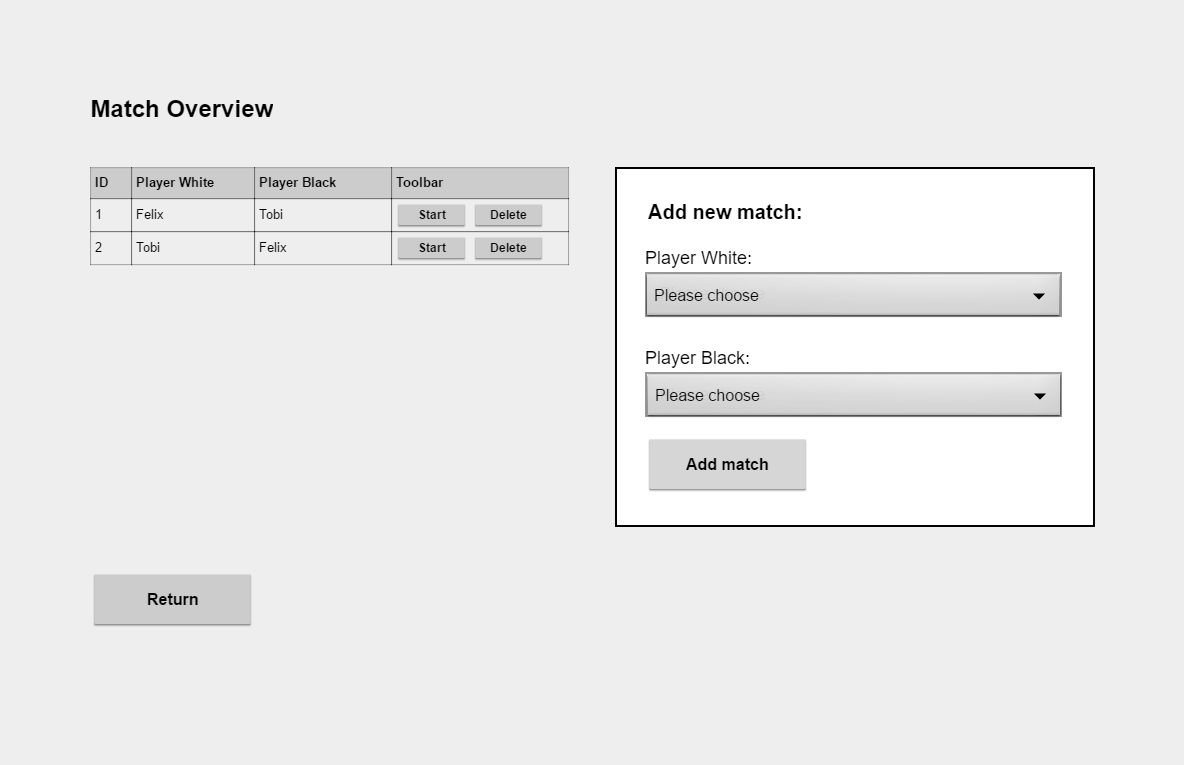 Match Overview
ID Player White Player Black Toolbar
1 Felix Tobi Start Delete
2 Tobi Felix Start Delete
Add new match:
Player White:
Please choose
Player Black:
Please choose
Add match
Return